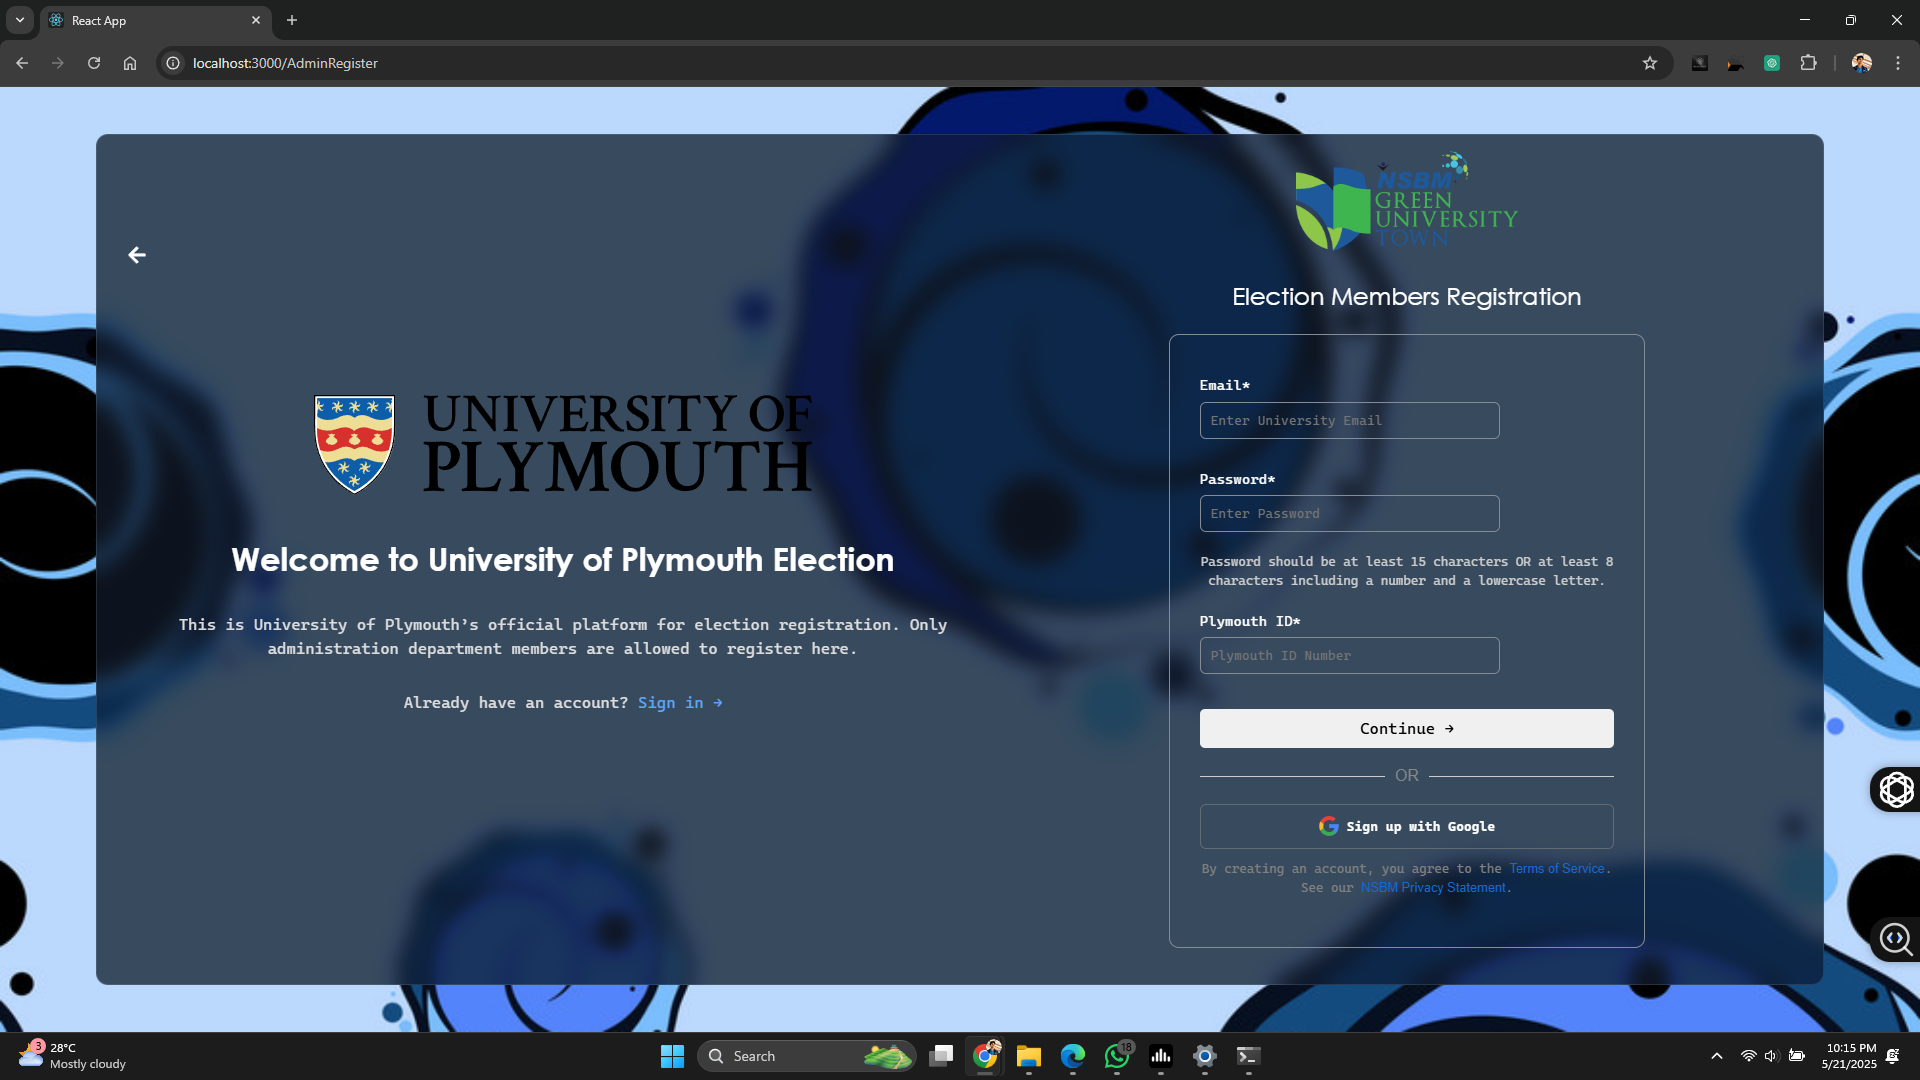 React App
localhost:3000/AdminRegister
NSBM
GREEN
UNIVERSITY
TOWN
Election Members Registration
UNIVERSITY OF
PLYMOUTH
Welcome to University of Plymouth Election
This is University of Plymouth's official platform for election registration. Only
administration department members are allowed to register here.
Already have an account? Sign in →
Email*
Enter University Email
Password*
Enter Password
Password should be at least 15 characters OR at least 8
characters including a number and a lowercase letter.
Plymouth ID*
Plymouth ID Number
Continue →
OR
Sign up with Google
By creating an account, you agree to the Terms of Service.
See our NSBM Privacy Statement.
3
28°C
Mostly cloudy
Search
18
10:15 PM
5/21/2025